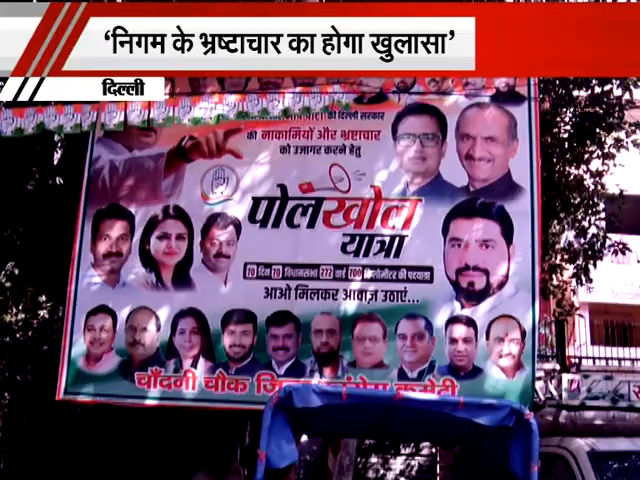 ‘निगम के भ्रष्टाचार का होगा खुलासा’
दिल्ली
की दिल्ली सरकार
की नाकामियों और भ्रष्टाचार
को उजागर करने हेतु
पोल खोल
यात्रा
70 दिन 70 विधानसभा 272 वार्ड 700 किलोमीटर की पदयात्रा
आओ मिलकर आवाज़ उठाएं...
चाँदनी चौक जिला कांग्रेस कमेटी